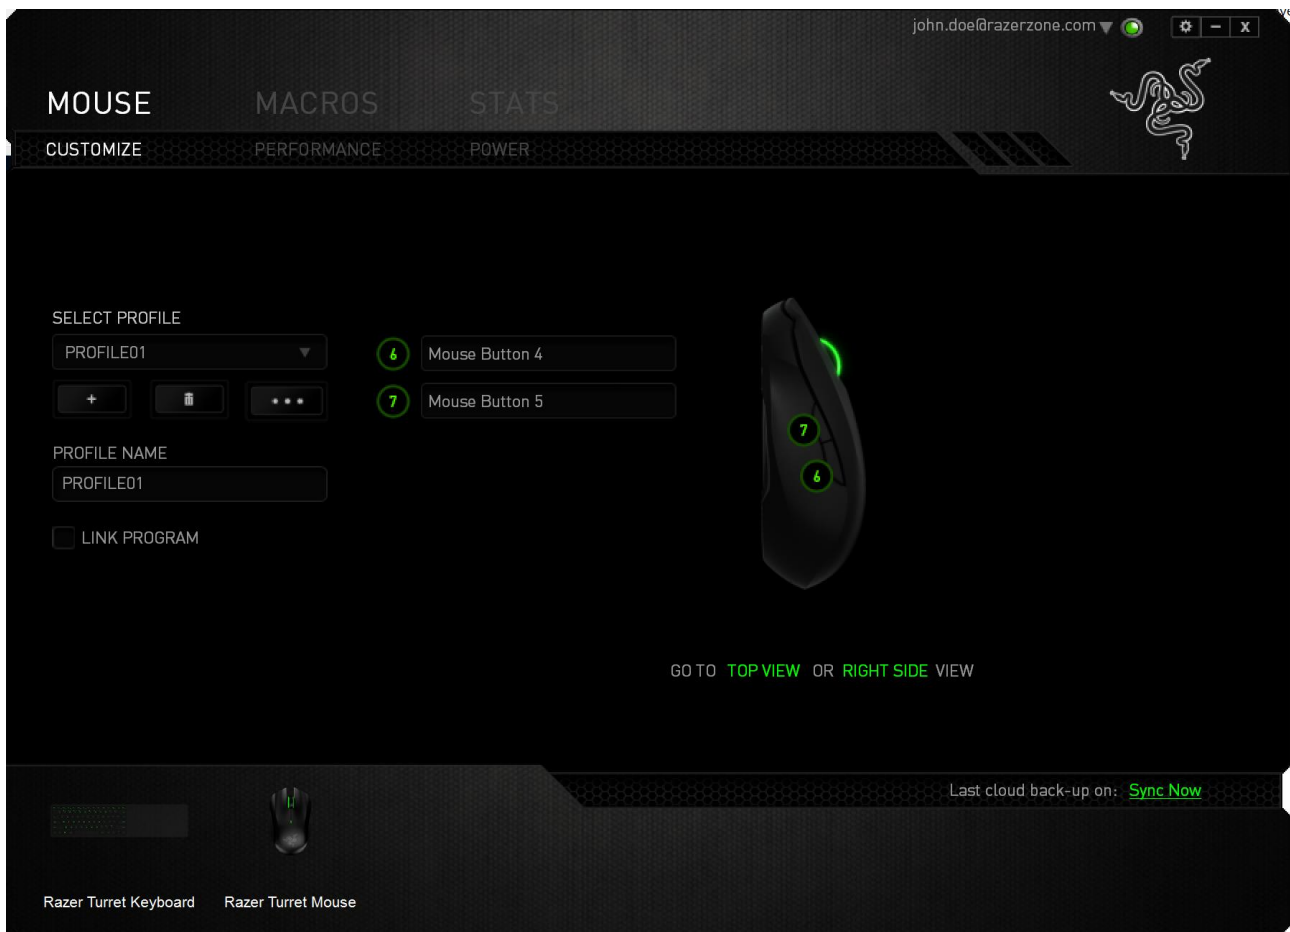 john.doe@razerzone.com
X
MOUSE MACROS STATS
CUSTOMIZE PERFORMANCE POWER
SELECT PROFILE
PROFILE01
6 Mouse Button 4
7 Mouse Button 5
PROFILE NAME
PROFILE01
LINK PROGRAM
7
6
GO TO TOP VIEW OR RIGHT SIDE VIEW
Last cloud back-up on: Sync Now
Razer Turret Keyboard Razer Turret Mouse